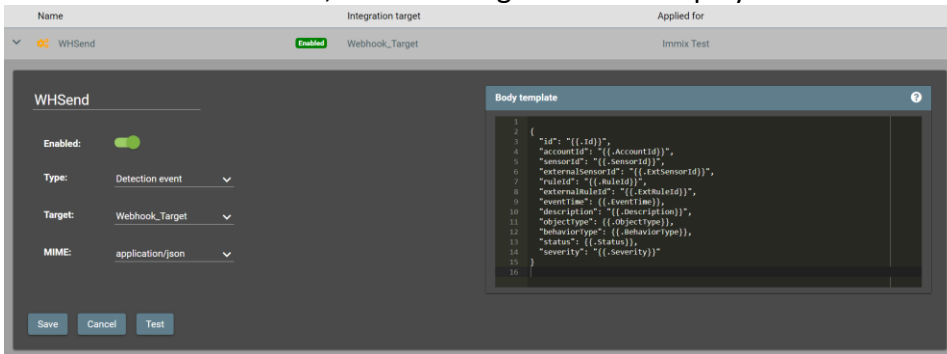 Name Integration target Applied for
WHSend Enabled Webhook_Target Immix Test
WHSend
Enabled:
Type: Detection event
Target: Webhook_Target
MIME: application/json
Save Cancel Test
Body template ?
1
2 {
3 "id": "{{.Id}}",
4 "accountId": "{{.AccountId}}",
5 "sensorId": "{{.SensorId}}",
6 "externalSensorId": "{{.ExtSensorId}}",
7 "ruleId": "{{.RuleId}}",
8 "externalRuleId": "{{.ExtRuleId}}",
9 "eventTime": {{.EventTime}},
10 "description": "{{.Description}}",
11 "objectType": {{.ObjectType}},
12 "behaviorType": {{.BehaviorType}},
13 "status": {{.Status}},
14 "severity": "{{.Severity}}"
15 }
16